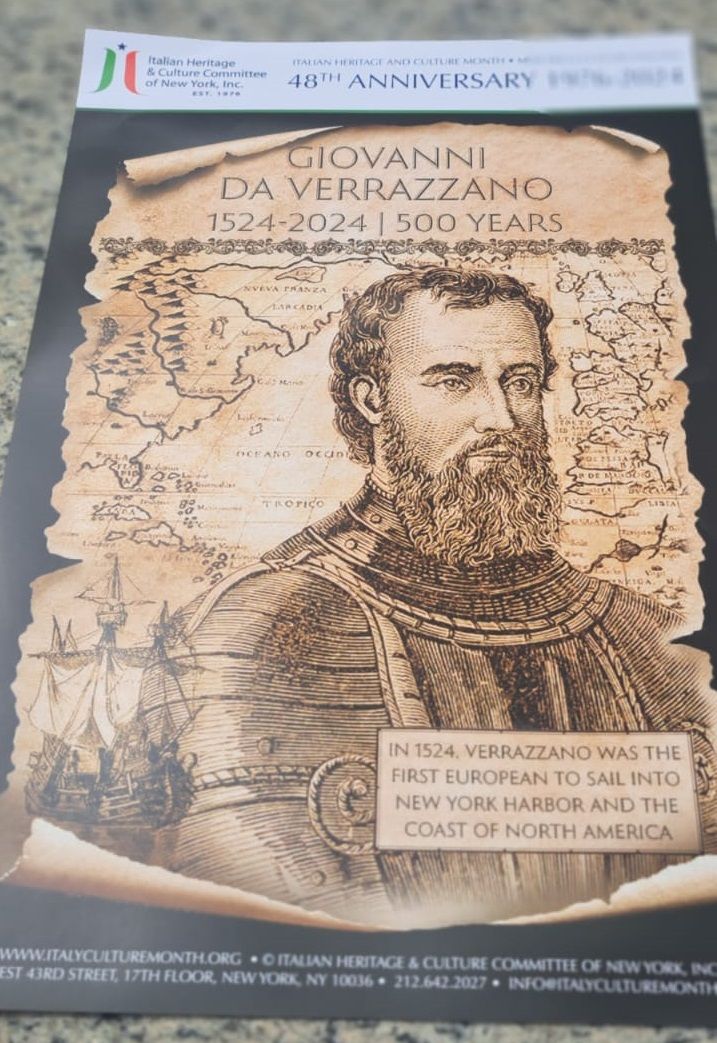 Italian Heritage
& Culture Committee
of New York, Inc.
EST. 1976
ITALIAN HERITAGE AND CULTURE MONTH •
48TH ANNIVERSARY
GIOVANNI
DA VERRAZZANO
1524-2024 | 500 YEARS
NVEVA FRANZA
LARCADIA
OCEANO OCCID
TROPICO
IN 1524, VERRAZZANO WAS THE
FIRST EUROPEAN TO SAIL INTO
NEW YORK HARBOR AND THE
COAST OF NORTH AMERICA
WWW.ITALYCULTUREMONTH.ORG • © ITALIAN HERITAGE & CULTURE COMMITTEE OF NEW YORK, INC
EST 43RD STREET, 17TH FLOOR, NEW YORK, NY 10036 • 212.642.2027 • INFO@ITALYCULTUREMONTH